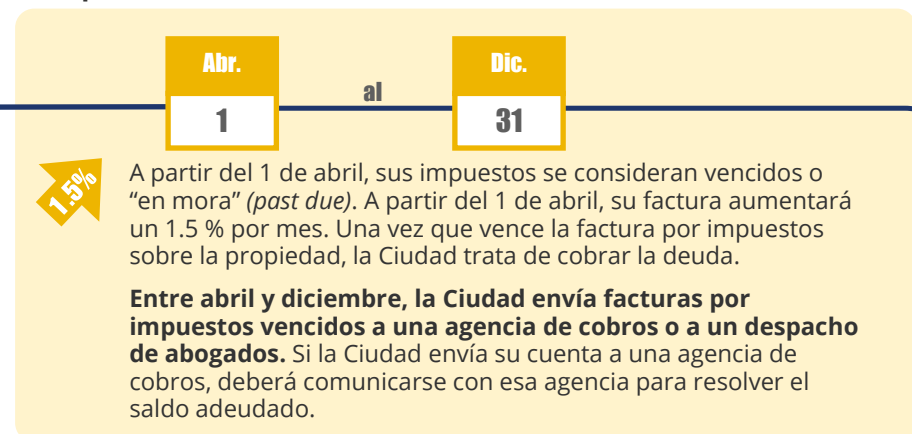 Abr.
1
al
Dic.
31
1.5%
A partir del 1 de abril, sus impuestos se consideran vencidos o
“en mora” (past due). A partir del 1 de abril, su factura aumentará
un 1.5 % por mes. Una vez que vence la factura por impuestos
sobre la propiedad, la Ciudad trata de cobrar la deuda.
Entre abril y diciembre, la Ciudad envía facturas por
impuestos vencidos a una agencia de cobros o a un despacho
de abogados. Si la Ciudad envía su cuenta a una agencia de
cobros, deberá comunicarse con esa agencia para resolver el
saldo adeudado.